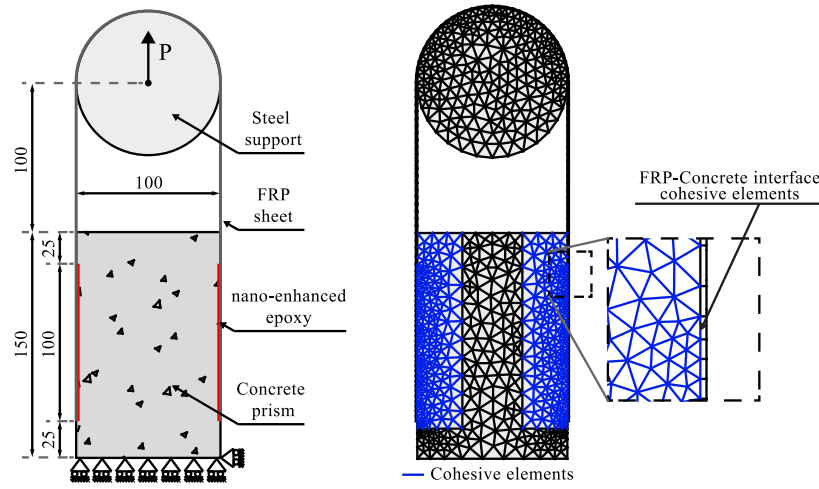 P
Steel
support
100
100
FRP
sheet
25
nano-enhanced
epoxy
150
100
Concrete
prism
25
FRP-Concrete interface
cohesive elements
Cohesive elements